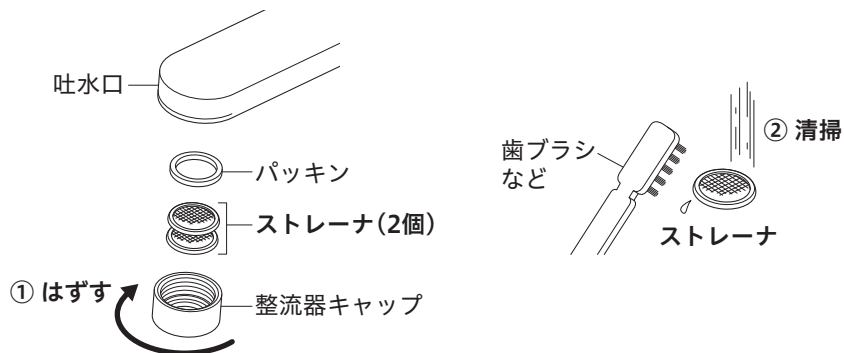 吐水口
パッキン
ストレーナ（2個）
① はずす
整流器キャップ
歯ブラシ
など
② 清掃
ストレーナ